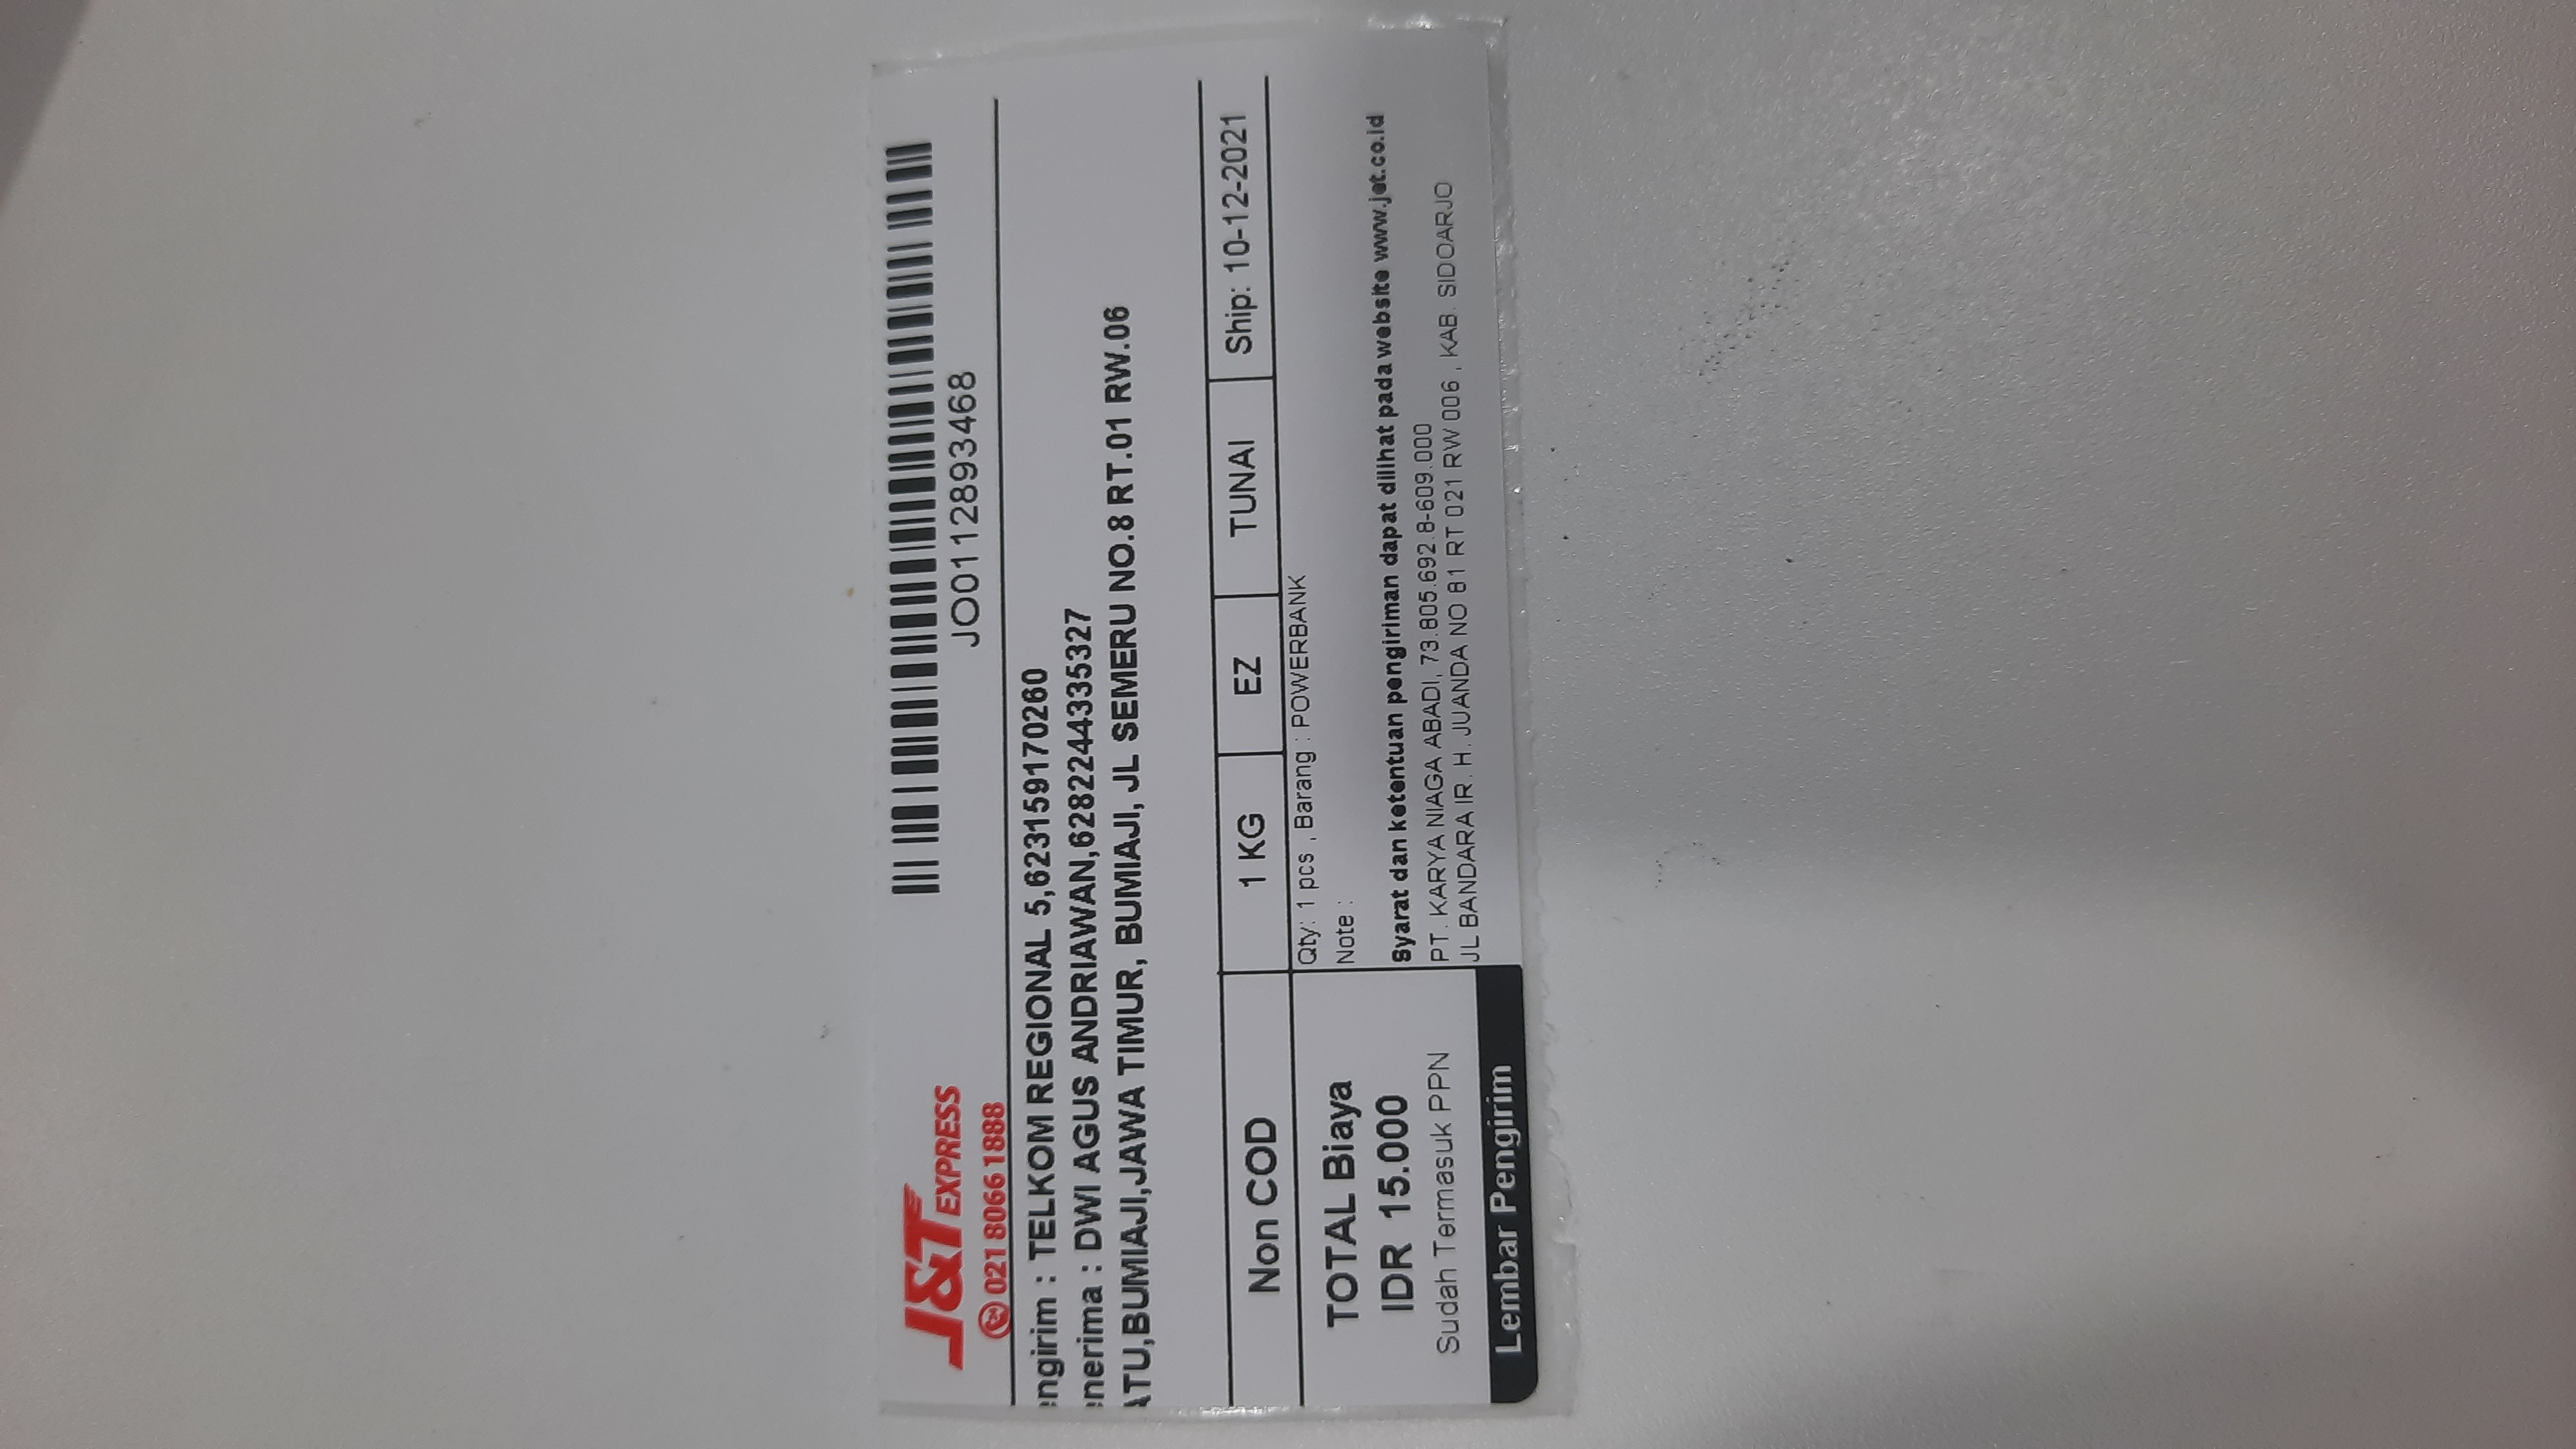 J&T EXPRESS
021 8066 1888
JO0112893468
engirim : TELKOM REGIONAL 5,623159170260
enerima : DWI AGUS ANDRIAWAN,6282244335327
ATU,BUMIAJI,JAWA TIMUR, BUMIAJI, JL SEMERU NO.8 RT.01 RW.06
Non COD 1 KG EZ TUNAI Ship: 10-12-2021
Qty: 1 pcs , Barang : POWERBANK
Note :
TOTAL Biaya
IDR 15.000
Sudah Termasuk PPN
Lembar Pengirim
Syarat dan ketentuan pengiriman dapat dilihat pada website www.jet.co.id
PT. KARYA NIAGA ABADI, 73.805.692.8-609.000
JL BANDARA IR. H. JUANDA NO 81 RT 021 RW 006 , KAB. SIDOARJO